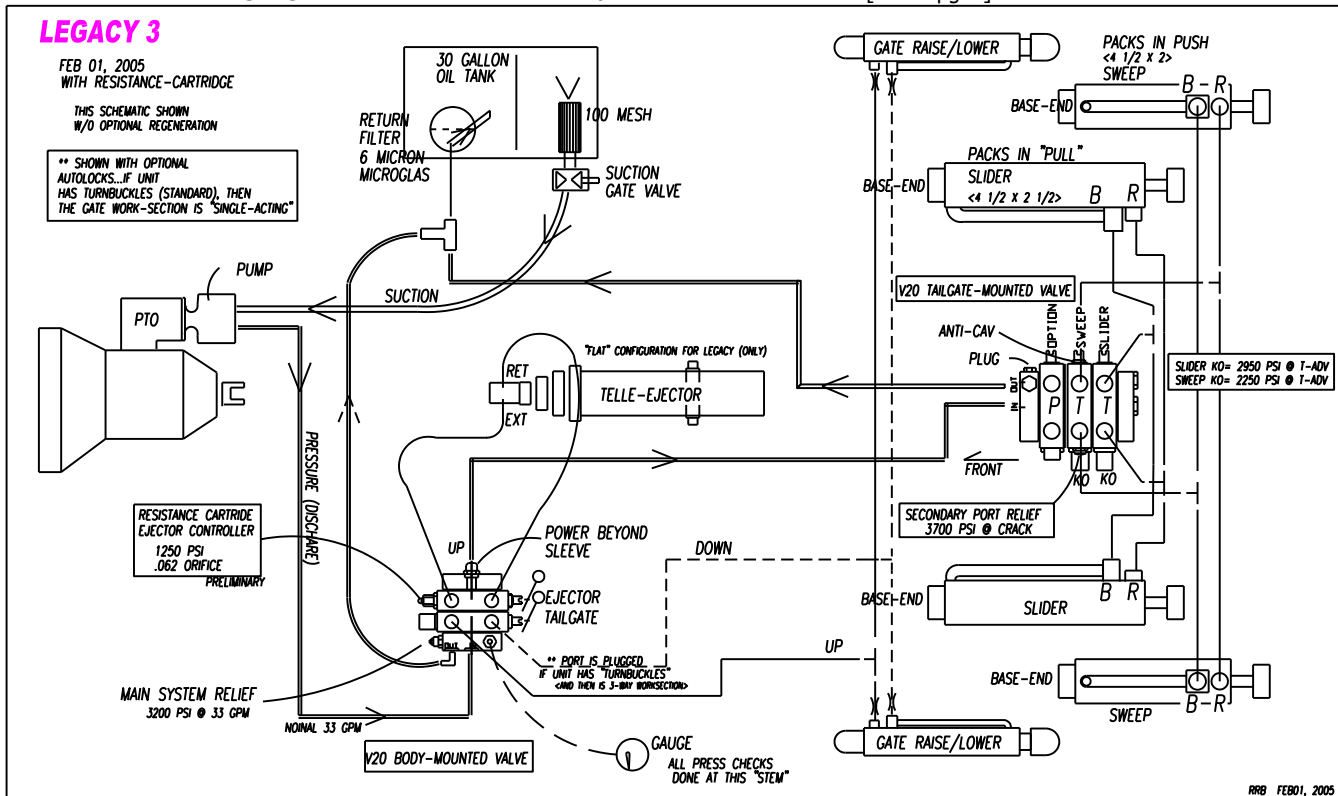 LEGACY 3
FEB 01, 2005
WITH RESISTANCE-CARTRIDGE
THIS SCHEMATIC SHOWN
W/O OPTIONAL REGENERATION
** SHOWN WITH OPTIONAL
AUTOLOCKS...IF UNIT
HAS TURNBUCKLES (STANDARD), THEN
THE GATE WORK-SECTION IS "SINGLE-ACTING"
30 GALLON
OIL TANK
RETURN
FILTER
6 MICRON
MICROGLAS
100 MESH
SUCTION
GATE VALVE
GATE RAISE/LOWER
PACKS IN PUSH
<4 1/2 X 2>
SWEEP
B-R
BASE-END
PACKS IN "PULL"
SLIDER
<4 1/2 X 2 1/2>
B R
BASE-END
PUMP
PTO
SUCTION
V20 TAILGATE-MOUNTED VALVE
ANTI-CAV
PLUG
OPTION
SWEEP
SLIDER
OUT
IN
P T T
KO KO
FRONT
SLIDER KO= 2950 PSI @ T-ADV
SWEEP KO= 2250 PSI @ T-ADV
"FLAT" CONFIGURATION FOR LEGACY (ONLY)
RET
EXT
TELLE-EJECTOR
PRESSURE (DISCHARE)
RESISTANCE CARTRIDE
EJECTOR CONTROLLER
1250 PSI
.062 ORIFICE
PRELIMINARY
UP
POWER BEYOND
SLEEVE
SECONDARY PORT RELIEF
3700 PSI @ CRACK
DOWN
EJECTOR
TAILGATE
OUT
BASE-END
SLIDER
B R
UP
** PORT IS PLUGGED
IF UNIT HAS "TURNBUCKLES"
<AND THEN IS 3-WAY WORKSECTION>
MAIN SYSTEM RELIEF
3200 PSI @ 33 GPM
NOINAL 33 GPM
BASE-END
SWEEP
B-R
V20 BODY-MOUNTED VALVE
GAUGE
ALL PRESS CHECKS
DONE AT THIS "STEM"
GATE RAISE/LOWER
RRB FEB01, 2005